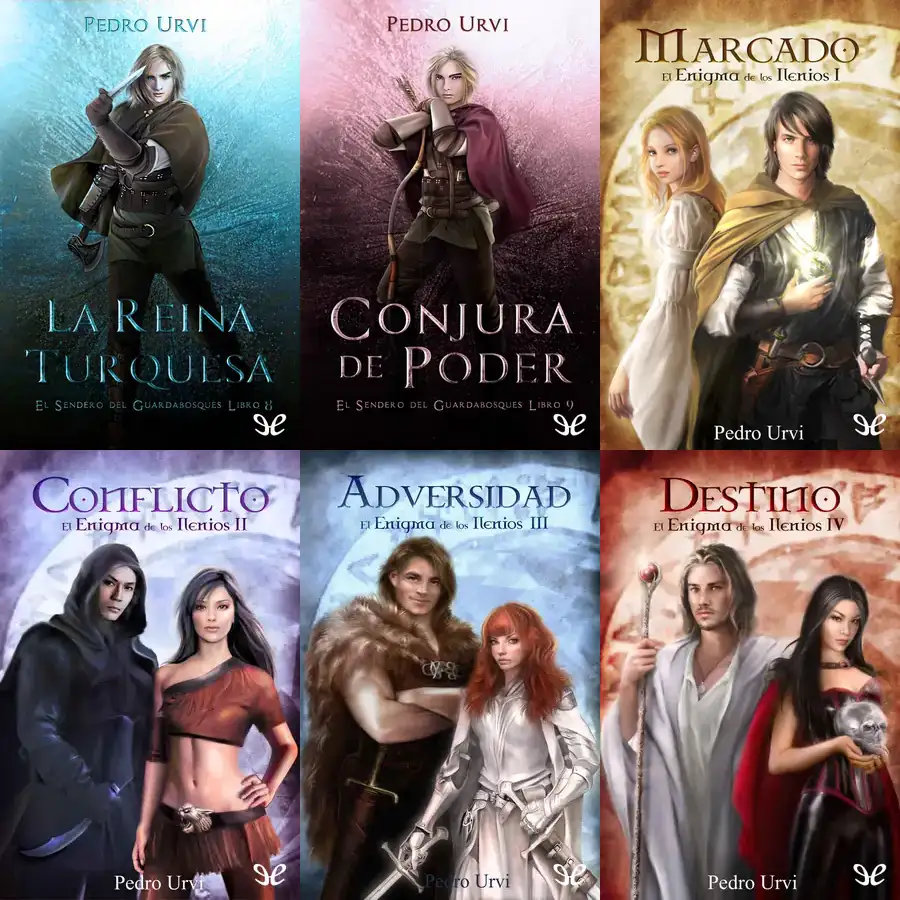 PEDRO URVI
LA REINA
TURQUESA
EL SENDERO DEL GUARDABOSQUES LIBRO 8
PEDRO URVI
CONJURA
DE PODER
EL SENDERO DEL GUARDABOSQUES LIBRO 9
MARCADO
El Enigma de los Ilenios I
Pedro Urvi
CONFLICTO
El Enigma de los Ilenios II
Pedro Urvi
ADVERSIDAD
El Enigma de los Ilenios III
Pedro Urvi
DESTINO
El Enigma de los Ilenios IV
Pedro Urvi